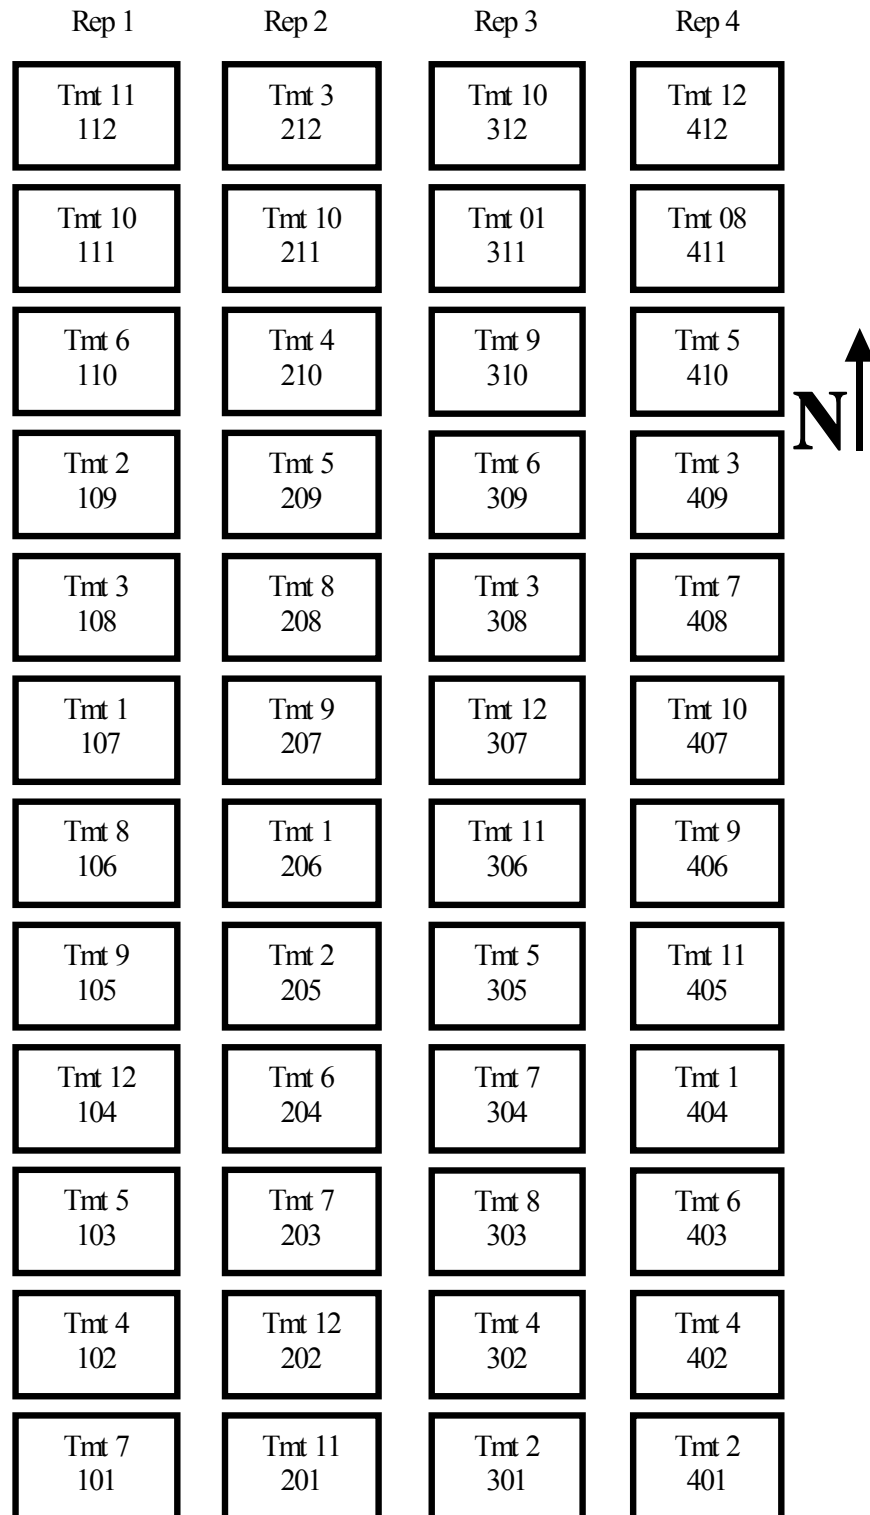 Rep 1 Rep 2 Rep 3 Rep 4
Tmt 11 Tmt 3 Tmt 10 Tmt 12
112 212 312 412
Tmt 10 Tmt 10 Tmt 01 Tmt 08
111 211 311 411
Tmt 6 Tmt 4 Tmt 9 Tmt 5
110 210 310 410
N
Tmt 2 Tmt 5 Tmt 6 Tmt 3
109 209 309 409
Tmt 3 Tmt 8 Tmt 3 Tmt 7
108 208 308 408
Tmt 1 Tmt 9 Tmt 12 Tmt 10
107 207 307 407
Tmt 8 Tmt 1 Tmt 11 Tmt 9
106 206 306 406
Tmt 9 Tmt 2 Tmt 5 Tmt 11
105 205 305 405
Tmt 12 Tmt 6 Tmt 7 Tmt 1
104 204 304 404
Tmt 5 Tmt 7 Tmt 8 Tmt 6
103 203 303 403
Tmt 4 Tmt 12 Tmt 4 Tmt 4
102 202 302 402
Tmt 7 Tmt 11 Tmt 2 Tmt 2
101 201 301 401